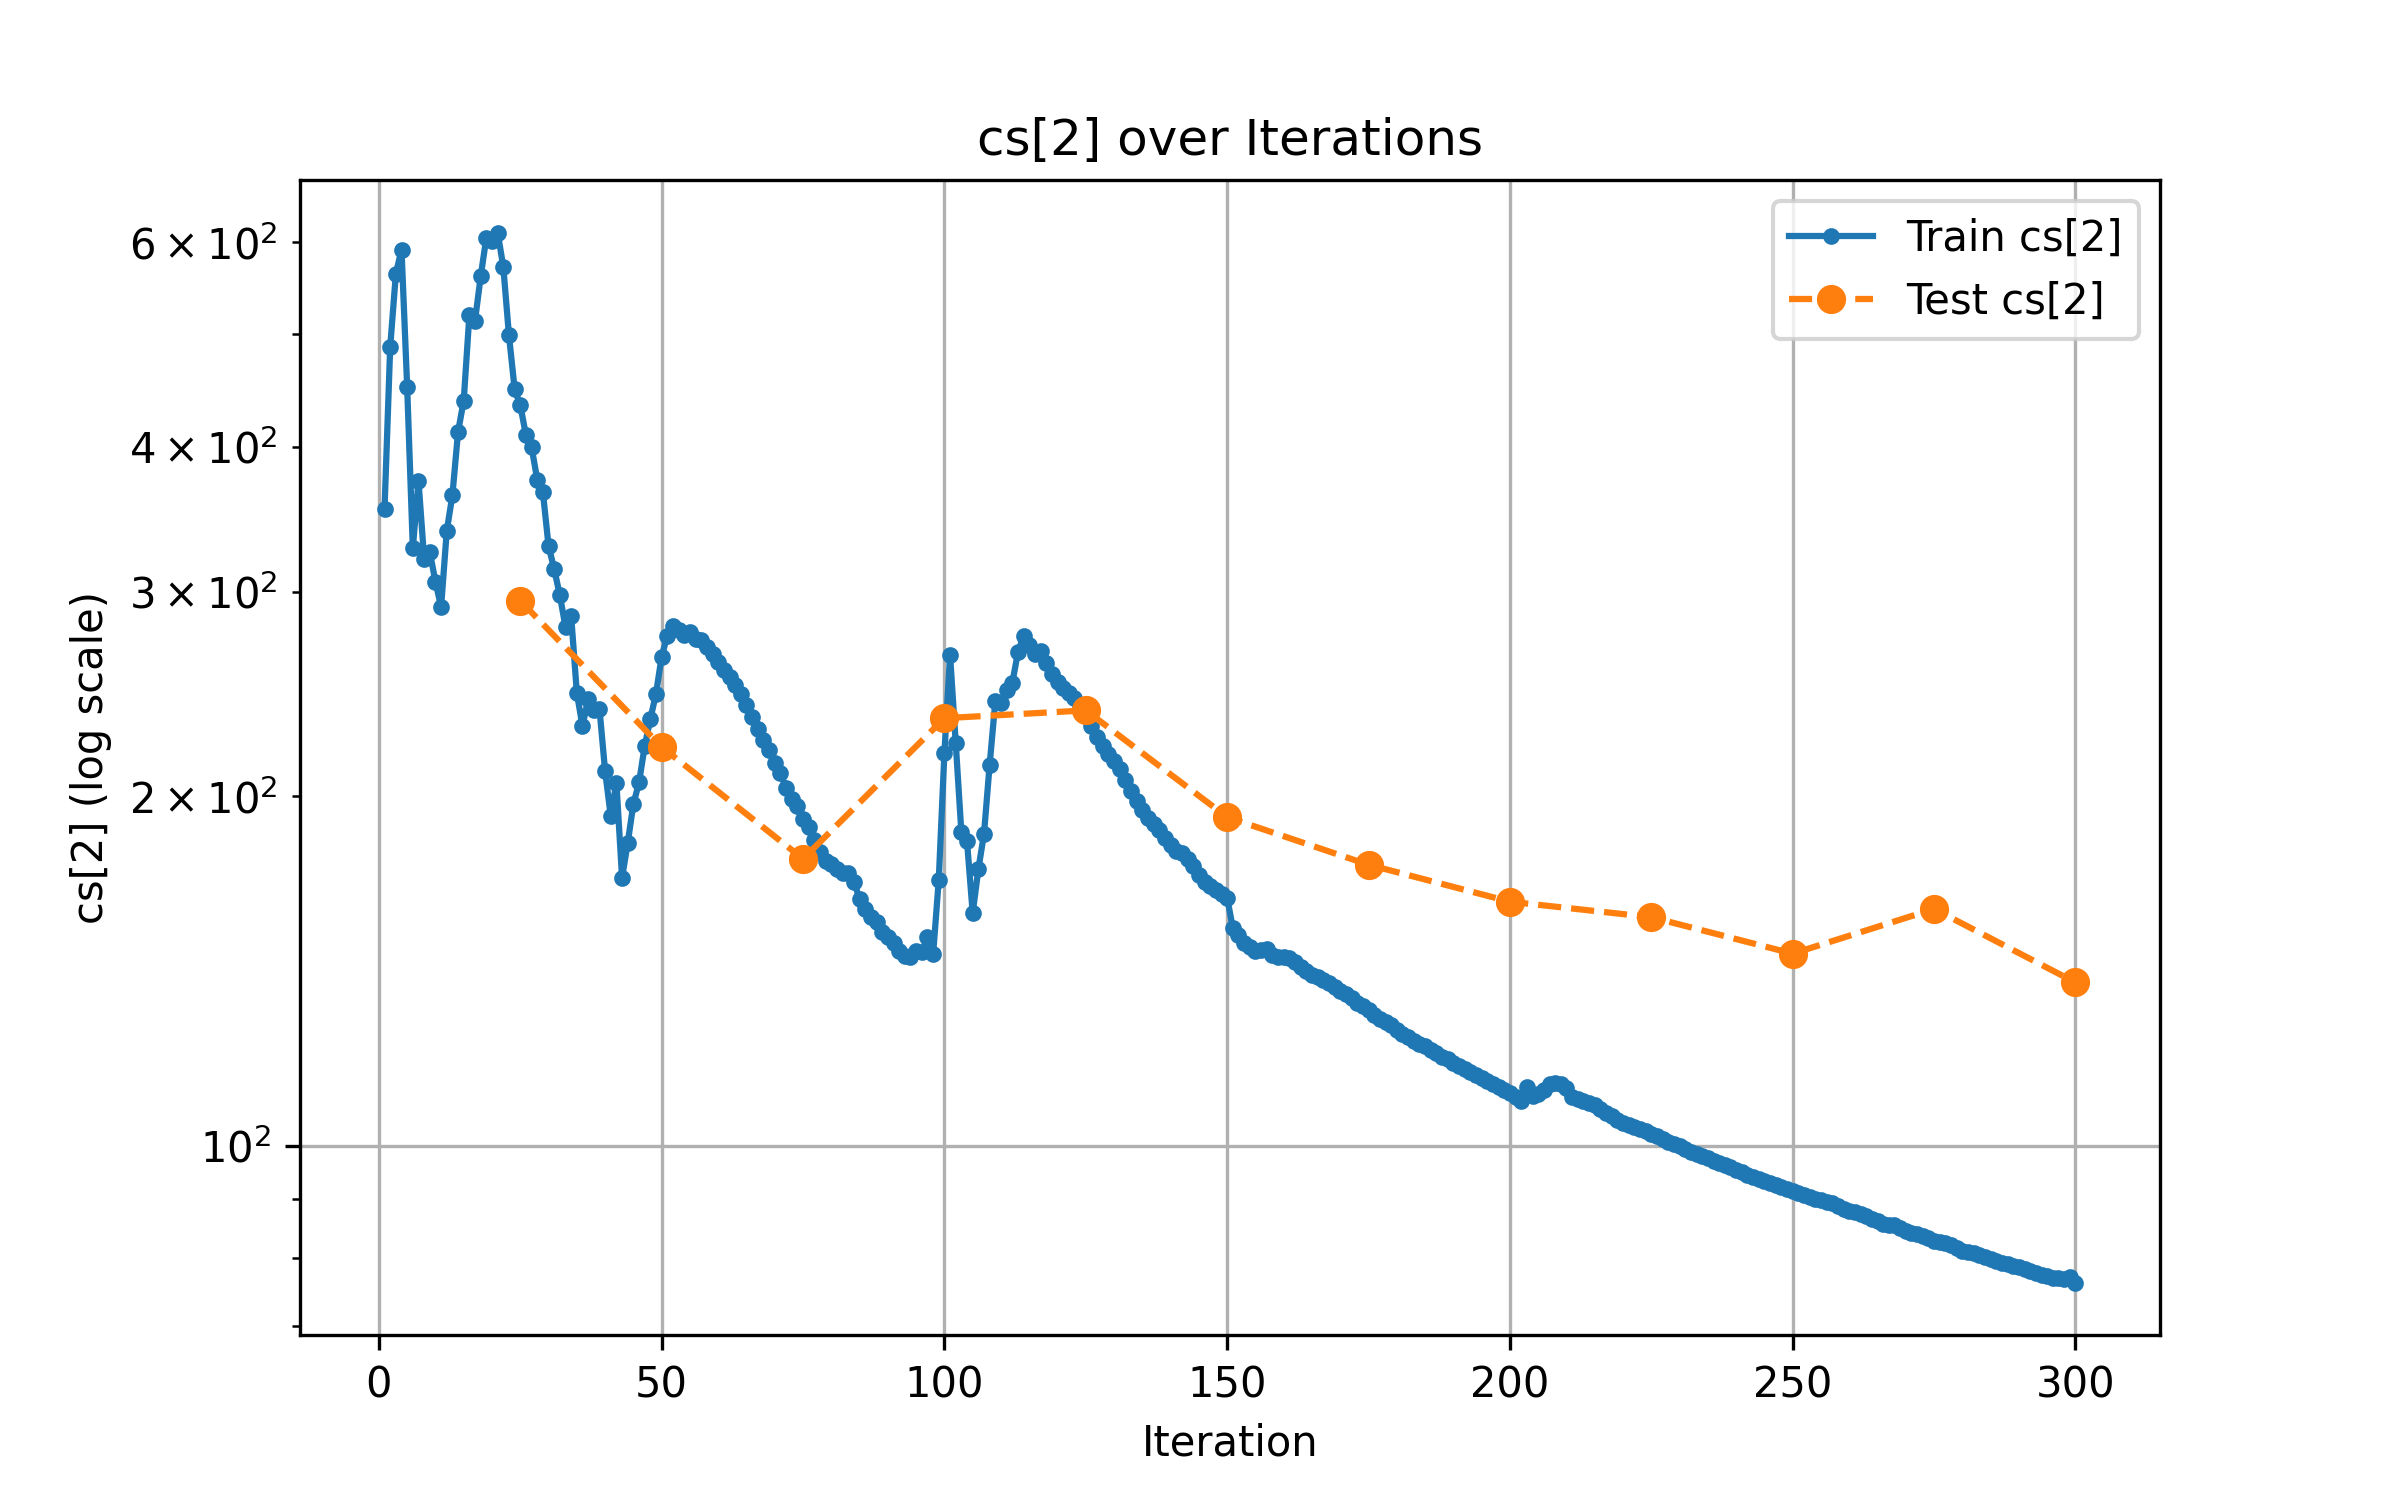 cs[2] over Iterations
Train cs[2]
Test cs[2]
cs[2] (log scale)
6 × 10²
4 × 10²
3 × 10²
2 × 10²
10²
0 50 100 150 200 250 300
Iteration